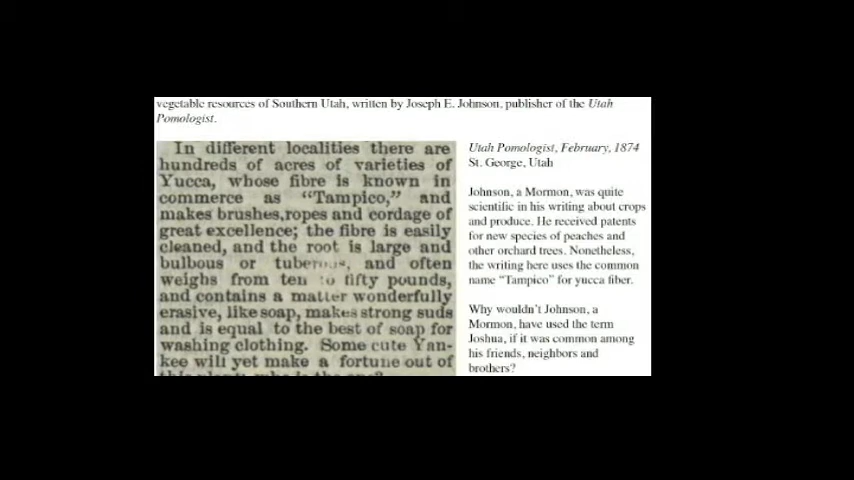 vegetable resources of Southern Utah, written by Joseph E. Johnson, publisher of the Utah
Pomologist.
In different localities there are
hundreds of acres of varieties of
Yucca, whose fibre is known in
commerce as "Tampico," and
makes brushes, ropes and cordage of
great excellence; the fibre is easily
cleaned, and the root is large and
bulbous or tuberous, and often
weighs from ten to fifty pounds,
and contains a matter wonderfully
erasive, like soap, makes strong suds
and is equal to the best of soap for
washing clothing. Some cute Yan-
kee will yet make a fortune out of
Utah Pomologist, February, 1874
St. George, Utah
Johnson, a Mormon, was quite
scientific in his writing about crops
and produce. He received patents
for new species of peaches and
other orchard trees. Nonetheless,
the writing here uses the common
name "Tampico" for yucca fiber.
Why wouldn't Johnson, a
Mormon, have used the term
Joshua, if it was common among
his friends, neighbors and
brothers?